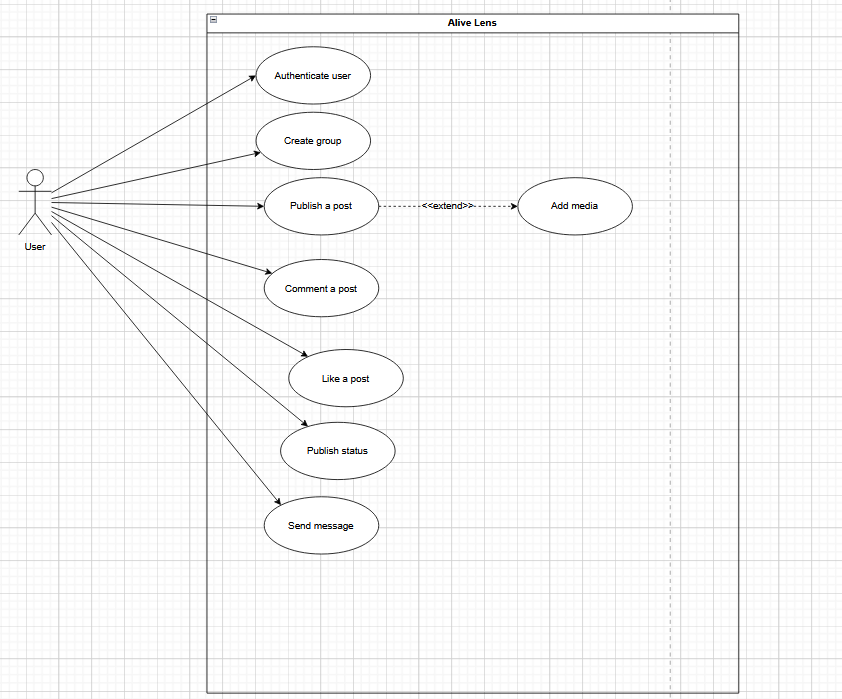 Alive Lens
Authenticate user
Create group
Publish a post
<<extend>>
Add media
User
Comment a post
Like a post
Publish status
Send message